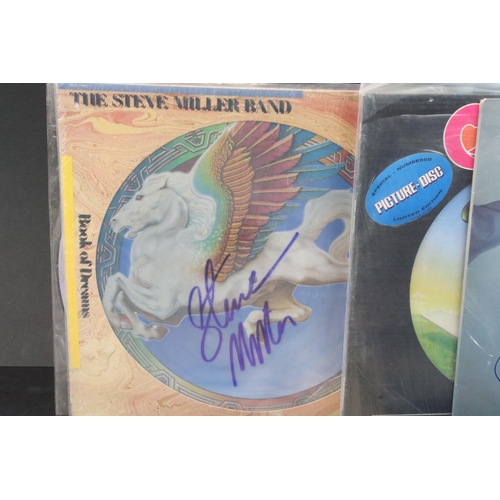 THE STEVE MILLER BAND
Book of Dreams
Steve
Miller
SPECIAL - NUMBERED
PICTURE-DISC
LIMITED EDITION